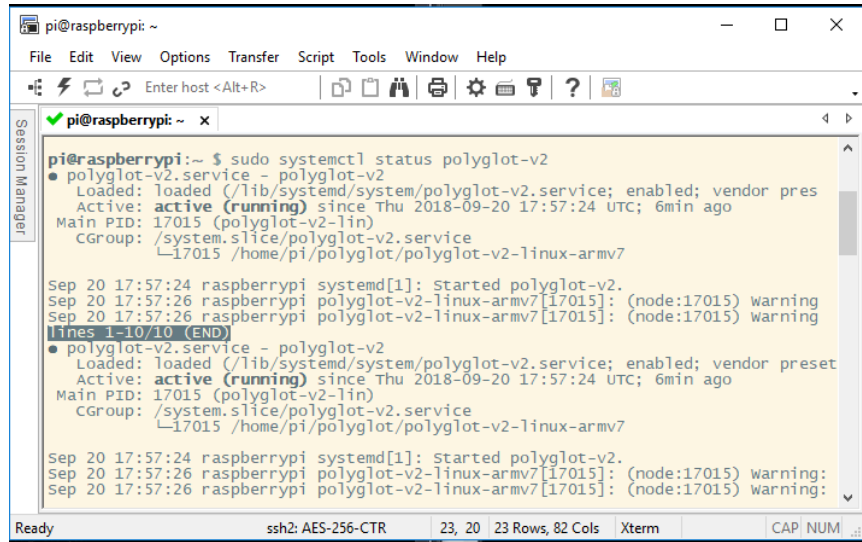 pi@raspberrypi: ~
File Edit View Options Transfer Script Tools Window Help
Enter host <Alt+R>
pi@raspberrypi: ~ x
Session Manager
pi@raspberrypi:~ $ sudo systemctl status polyglot-v2
● polyglot-v2.service - polyglot-v2
   Loaded: loaded (/lib/systemd/system/polyglot-v2.service; enabled; vendor pres
   Active: active (running) since Thu 2018-09-20 17:57:24 UTC; 6min ago
 Main PID: 17015 (polyglot-v2-lin)
   CGroup: /system.slice/polyglot-v2.service
           └─17015 /home/pi/polyglot/polyglot-v2-linux-armv7
Sep 20 17:57:24 raspberrypi systemd[1]: Started polyglot-v2.
Sep 20 17:57:26 raspberrypi polyglot-v2-linux-armv7[17015]: (node:17015) Warning
Sep 20 17:57:26 raspberrypi polyglot-v2-linux-armv7[17015]: (node:17015) Warning
lines 1-10/10 (END)
● polyglot-v2.service - polyglot-v2
   Loaded: loaded (/lib/systemd/system/polyglot-v2.service; enabled; vendor preset
   Active: active (running) since Thu 2018-09-20 17:57:24 UTC; 6min ago
 Main PID: 17015 (polyglot-v2-lin)
   CGroup: /system.slice/polyglot-v2.service
           └─17015 /home/pi/polyglot/polyglot-v2-linux-armv7
Sep 20 17:57:24 raspberrypi systemd[1]: Started polyglot-v2.
Sep 20 17:57:26 raspberrypi polyglot-v2-linux-armv7[17015]: (node:17015) Warning:
Sep 20 17:57:26 raspberrypi polyglot-v2-linux-armv7[17015]: (node:17015) Warning:
Ready ssh2: AES-256-CTR 23, 20 23 Rows, 82 Cols Xterm CAP NUM